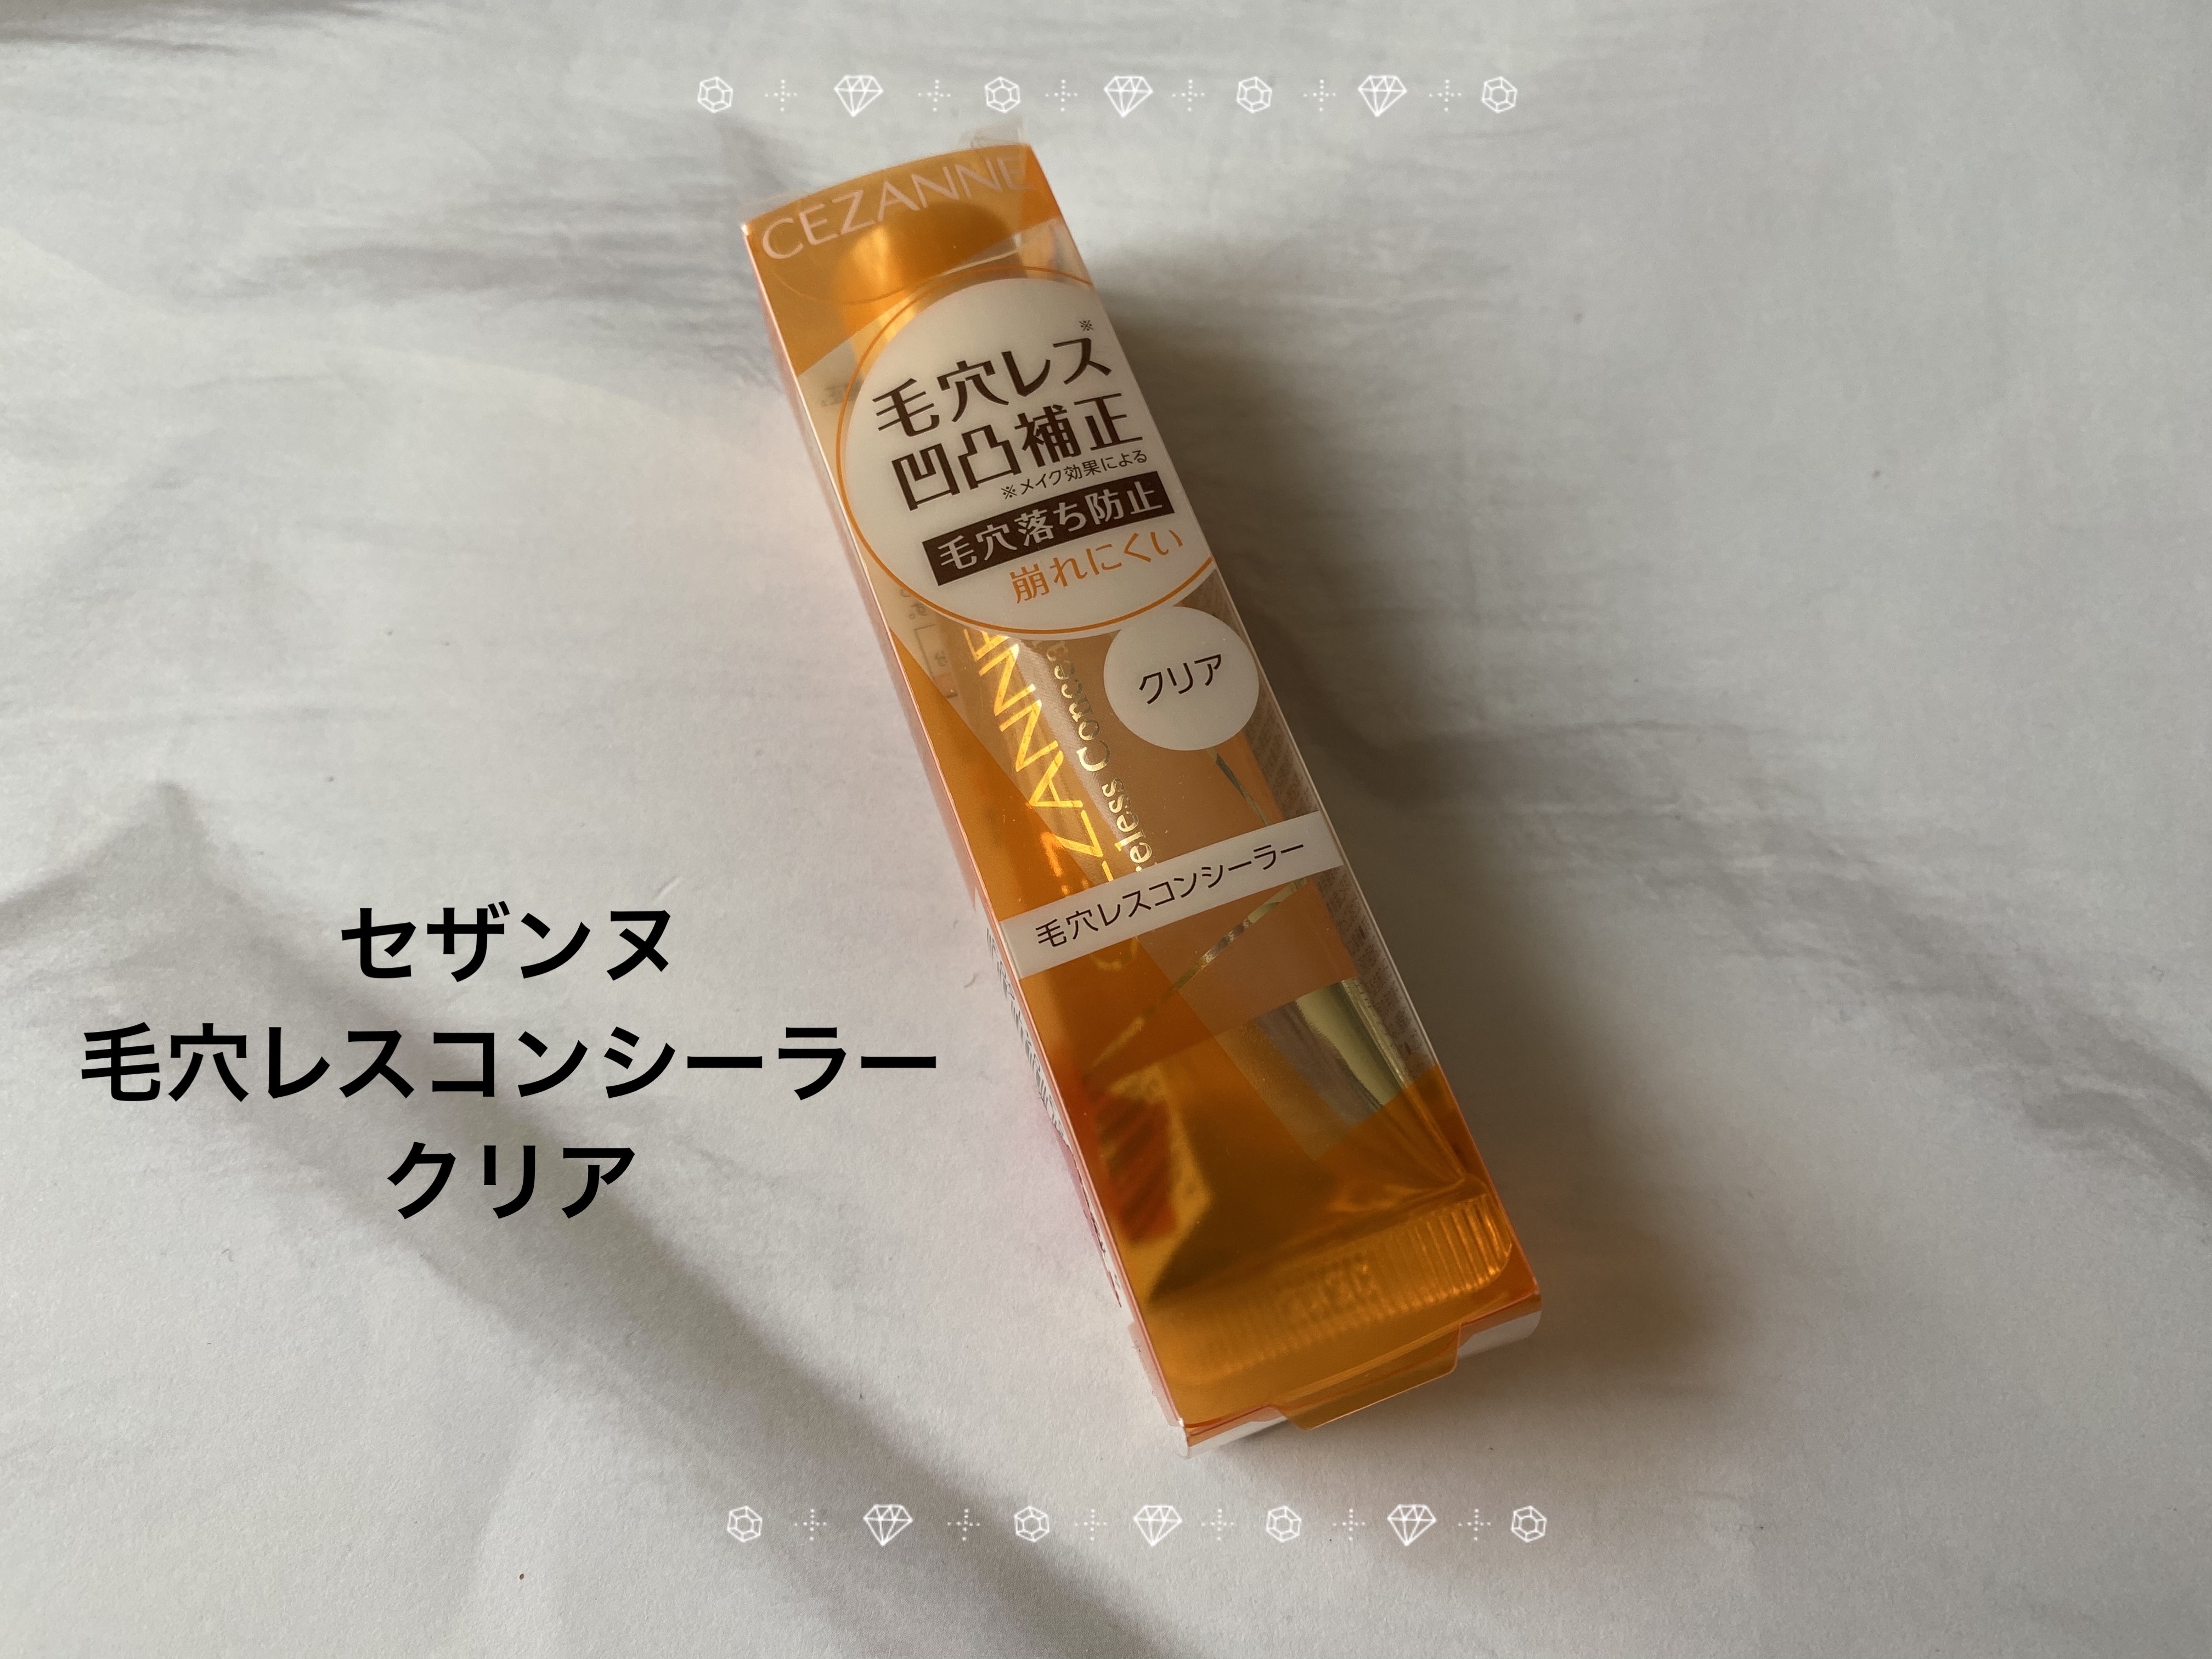 CEZANNE
毛穴レス※
凹凸補正
※メイク効果による
毛穴落ち防止
崩れにくい
クリア
毛穴レスコンシーラー
セザンヌ
毛穴レスコンシーラー
クリア